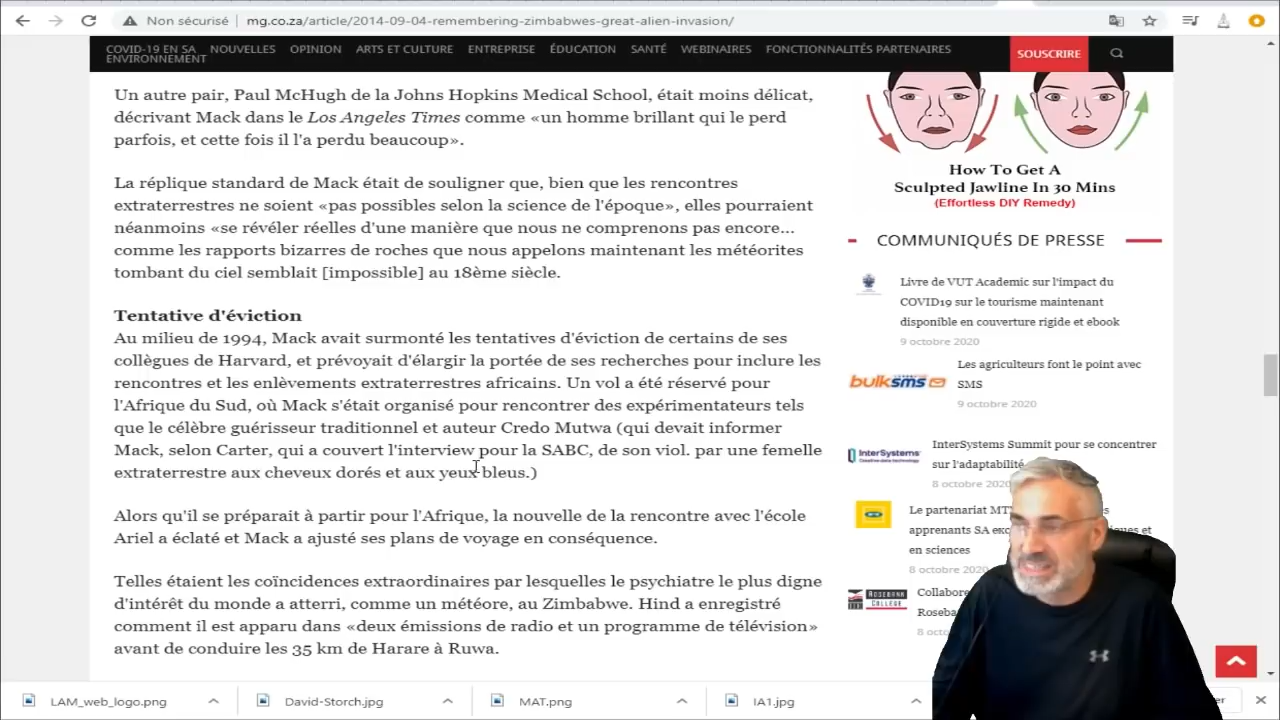 Non sécurisé
mg.co.za/article/2014-09-04-remembering-zimbabwes-great-alien-invasion/
COVID-19 EN SA
NOUVELLES
OPINION
ARTS ET CULTURE
ENTREPRISE
ÉDUCATION
SANTÉ
WEBINAIRES
FONCTIONNALITÉS PARTENAIRES
ENVIRONNEMENT
SOUSCRIRE
Un autre pair, Paul McHugh de la Johns Hopkins Medical School, était moins délicat,
décrivant Mack dans le Los Angeles Times comme «un homme brillant qui le perd
parfois, et cette fois il l'a perdu beaucoup».
La réplique standard de Mack était de souligner que, bien que les rencontres
extraterrestres ne soient «pas possibles selon la science de l'époque», elles pourraient
néanmoins «se révéler réelles d'une manière que nous ne comprenons pas encore...
comme les rapports bizarres de roches que nous appelons maintenant les météorites
tombant du ciel semblait [impossible] au 18ème siècle.
Tentative d'éviction
Au milieu de 1994, Mack avait surmonté les tentatives d'éviction de certains de ses
collègues de Harvard, et prévoyait d'élargir la portée de ses recherches pour inclure les
rencontres et les enlèvements extraterrestres africains. Un vol a été réservé pour
l'Afrique du Sud, où Mack s'était organisé pour rencontrer des expérimentateurs tels
que le célèbre guérisseur traditionnel et auteur Credo Mutwa (qui devait informer
Mack, selon Carter, qui a couvert l'interview pour la SABC, de son viol. par une femelle
extraterrestre aux cheveux dorés et aux yeux bleus.)
Alors qu'il se préparait à partir pour l'Afrique, la nouvelle de la rencontre avec l'école
Ariel a éclaté et Mack a ajusté ses plans de voyage en conséquence.
Telles étaient les coïncidences extraordinaires par lesquelles le psychiatre le plus digne
d'intérêt du monde a atterri, comme un météore, au Zimbabwe. Hind a enregistré
comment il est apparu dans «deux émissions de radio et un programme de télévision»
avant de conduire les 35 km de Harare à Ruwa.
How To Get A
Sculpted Jawline In 30 Mins
(Effortless DIY Remedy)
COMMUNIQUÉS DE PRESSE
Livre de VUT Academic sur l'impact du
COVID19 sur le tourisme maintenant
disponible en couverture rigide et ebook
9 octobre 2020
bulksms
Les agriculteurs font le point avec
SMS
9 octobre 2020
InterSystems
InterSystems Summit pour se concentrer
sur l'adaptabilité
8 octobre 2020
Le partenariat
apprenants SA
et en sciences
8 octobre 2020
ROSEBANK
COLLEGE
LAM_web_logo.png
David-Storch.jpg
MAT.png
IA1.jpg